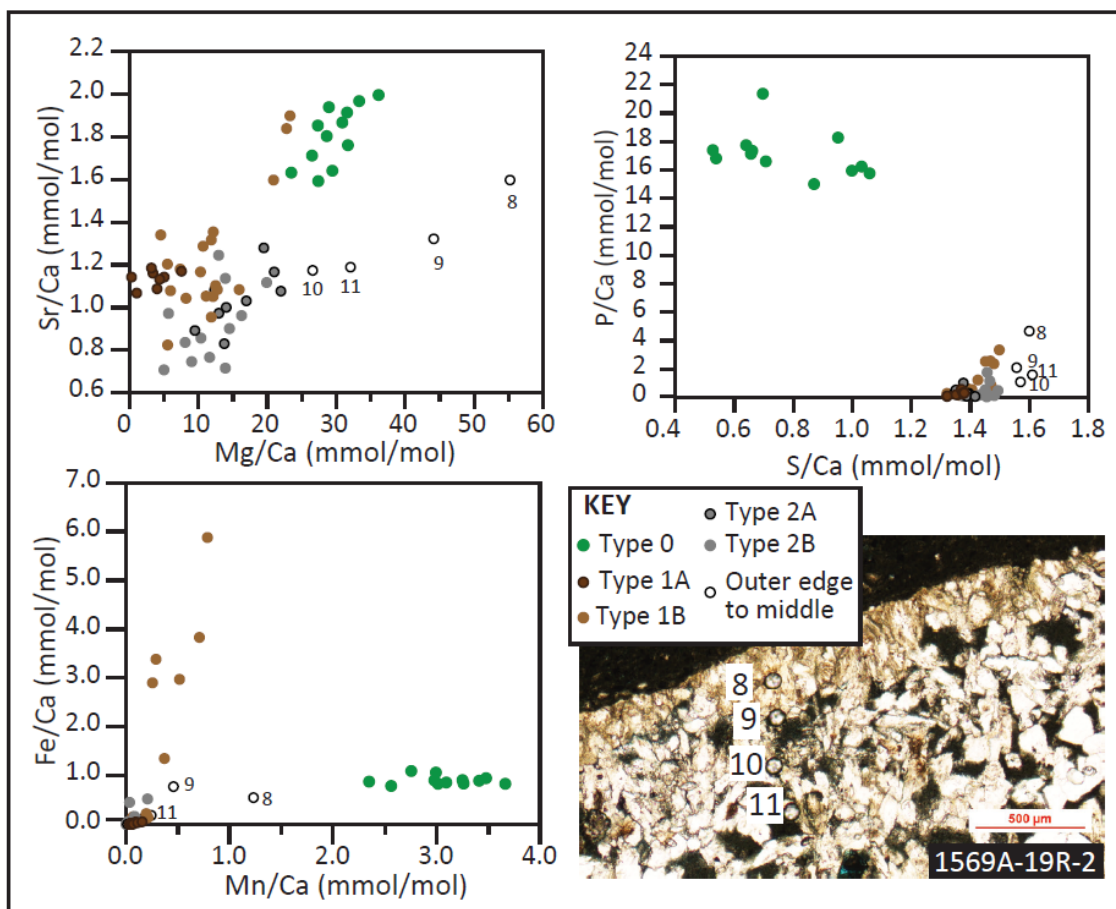 2.2
2.0
1.8
1.6
1.4
1.2
1.0
0.8
0.6
Sr/Ca (mmol/mol)
8
9
10
11
0 10 20 30 40 50 60
Mg/Ca (mmol/mol)
24
22
20
18
16
14
12
10
8
6
4
2
0
P/Ca (mmol/mol)
8
9
11
10
0.4 0.6 0.8 1.0 1.2 1.4 1.6 1.8
S/Ca (mmol/mol)
7.0
6.0
5.0
4.0
3.0
2.0
1.0
0.0
Fe/Ca (mmol/mol)
9
8
11
0.0 1.0 2.0 3.0 4.0
Mn/Ca (mmol/mol)
KEY
Type 0
Type 1A
Type 1B
Type 2A
Type 2B
Outer edge
to middle
8
9
10
11
500 µm
1569A-19R-2